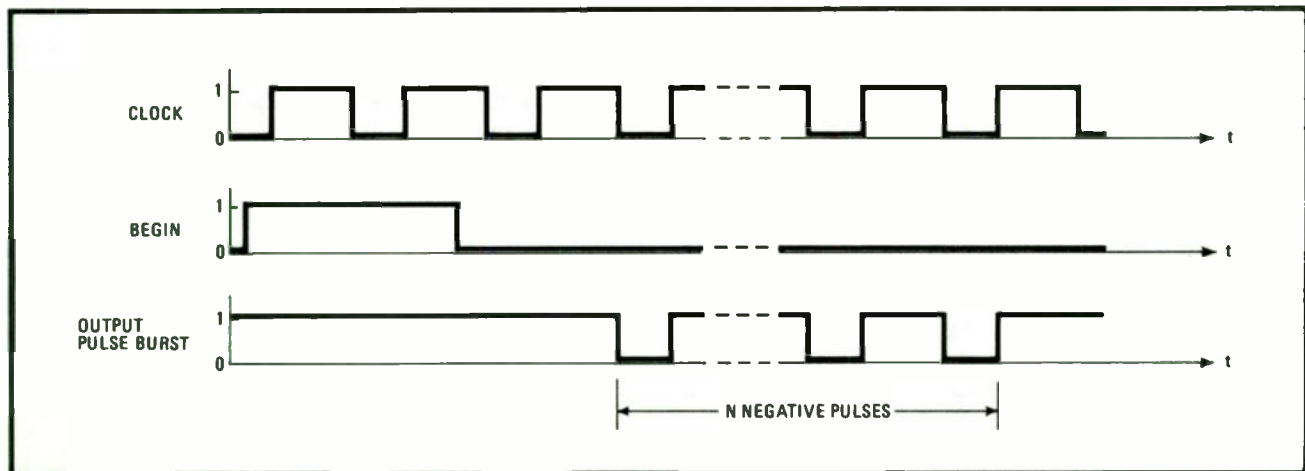 CLOCK
1
0
t
BEGIN
1
0
t
OUTPUT
PULSE BURST
1
0
t
N NEGATIVE PULSES